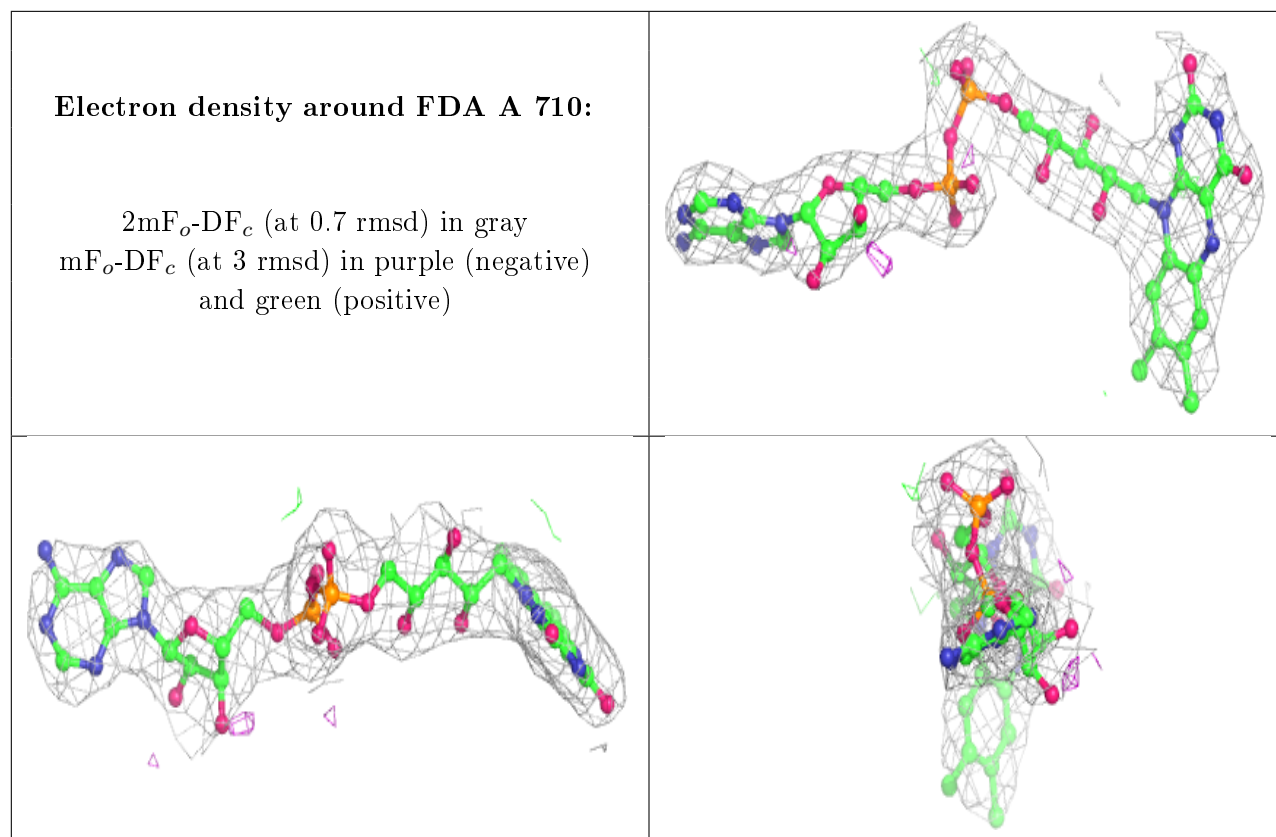 Electron density around FDA A 710:
2mFo-DFc (at 0.7 rmsd) in gray
mFo-DFc (at 3 rmsd) in purple (negative)
and green (positive)